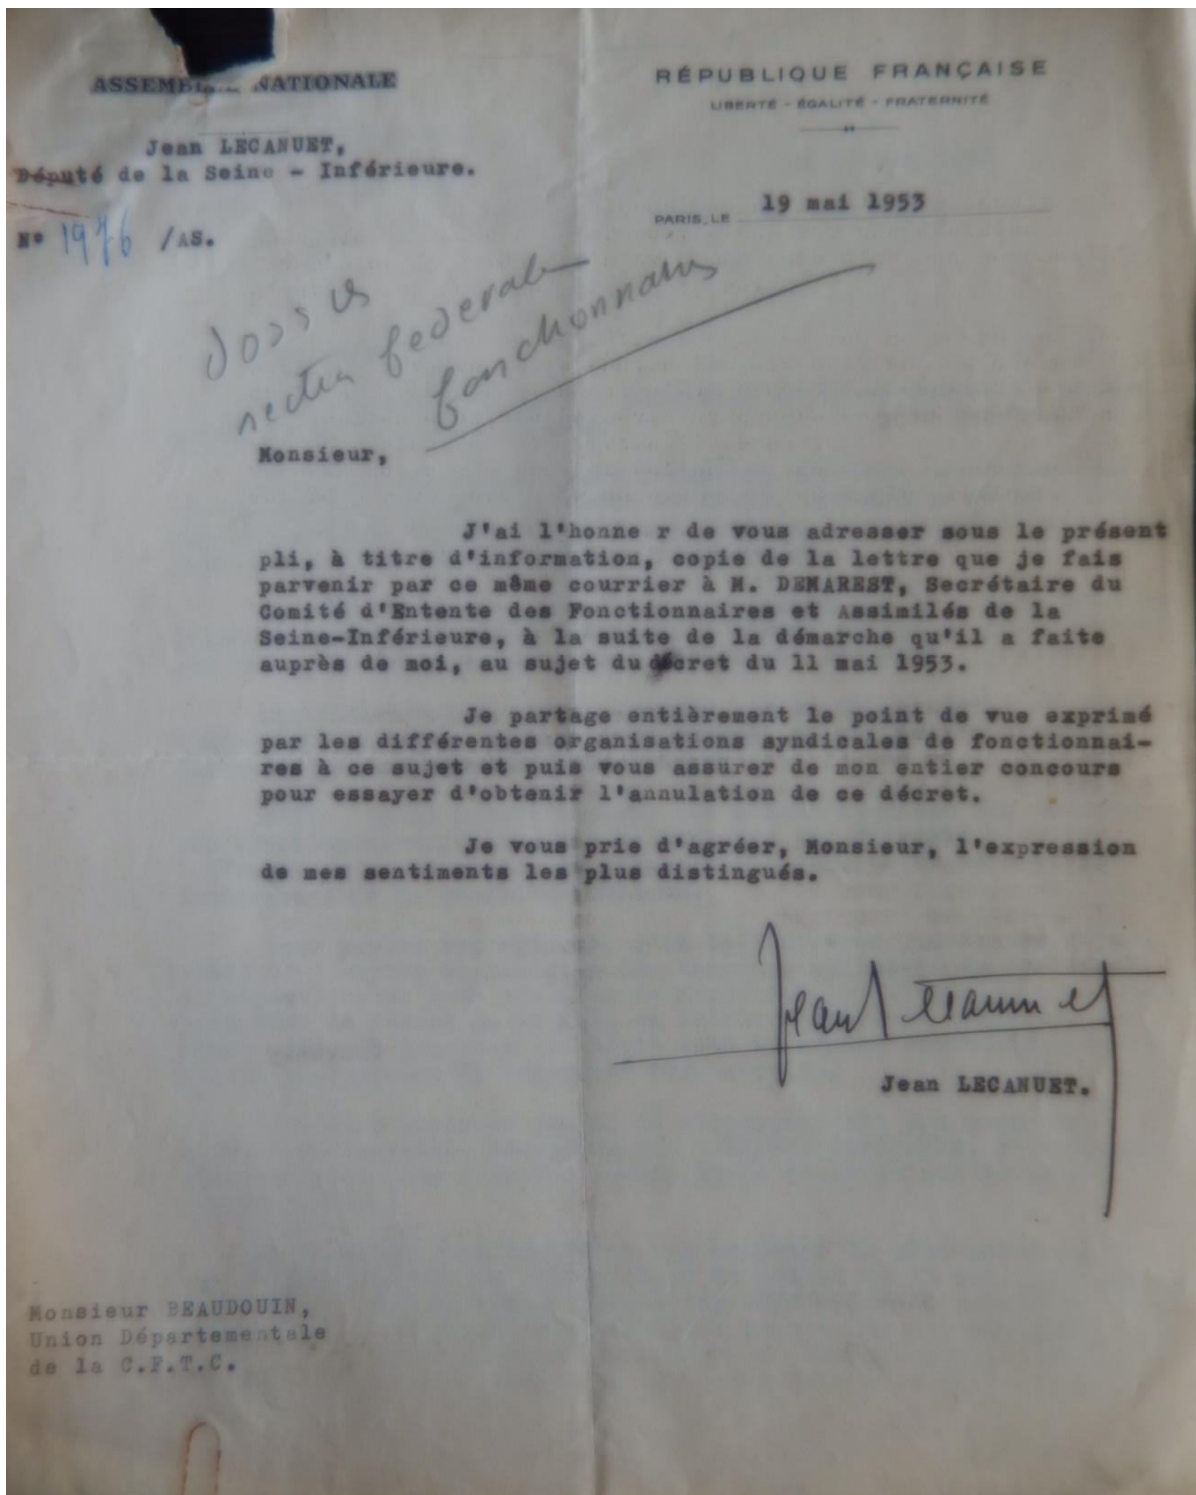 ASSEMBLÉE NATIONALE
RÉPUBLIQUE FRANÇAISE
LIBERTÉ - ÉGALITÉ - FRATERNITÉ
Jean LECANUET,
Député de la Seine - Inférieure.
PARIS, LE 19 mai 1953
N° 1976 /AS.
federale
fonctionnaires
Monsieur,
J'ai l'honne r de vous adresser sous le présent
pli, à titre d'information, copie de la lettre que je fais
parvenir par ce même courrier à M. DEMAREST, Secrétaire du
Comité d'Entente des Fonctionnaires et Assimilés de la
Seine-Inférieure, à la suite de la démarche qu'il a faite
auprès de moi, au sujet du décret du 11 mai 1953.
Je partage entièrement le point de vue exprimé
par les différentes organisations syndicales de fonctionnai-
res à ce sujet et puis vous assurer de mon entier concours
pour essayer d'obtenir l'annulation de ce décret.
Je vous prie d'agréer, Monsieur, l'expression
de mes sentiments les plus distingués.
Jean Lecanuet
Jean LECANUET.
Monsieur BEAUDOUIN,
Union Départementale
de la C.F.T.C.